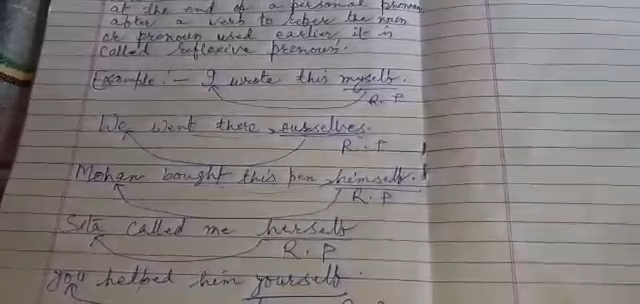 at the end of a personal pronoun
after a verb to refer the noun
or pronoun used earlier, it is
called reflexive pronoun.
Example:- I wrote this myself.
R.P
We went there, ourselves.
R.P
Mohan bought this pen himself.
R.P
Sita called me herself
R.P
you helped him yourself.